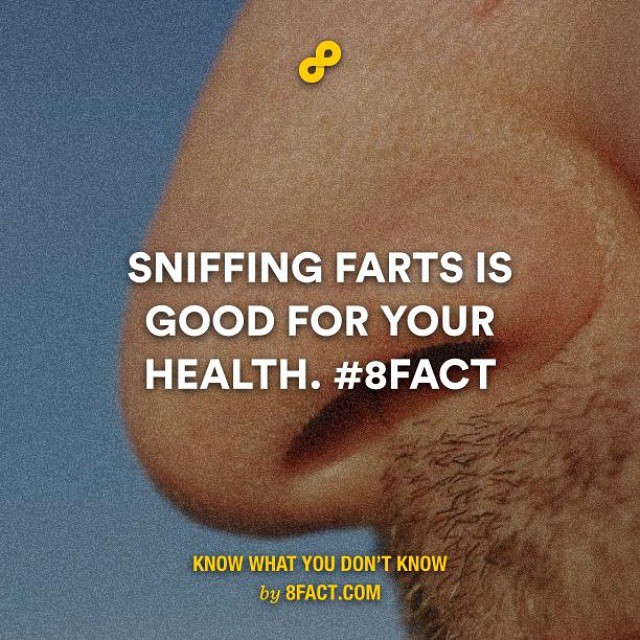 SNIFFING FARTS IS
GOOD FOR YOUR
HEALTH. #8FACT
KNOW WHAT YOU DON'T KNOW
by 8FACT.COM